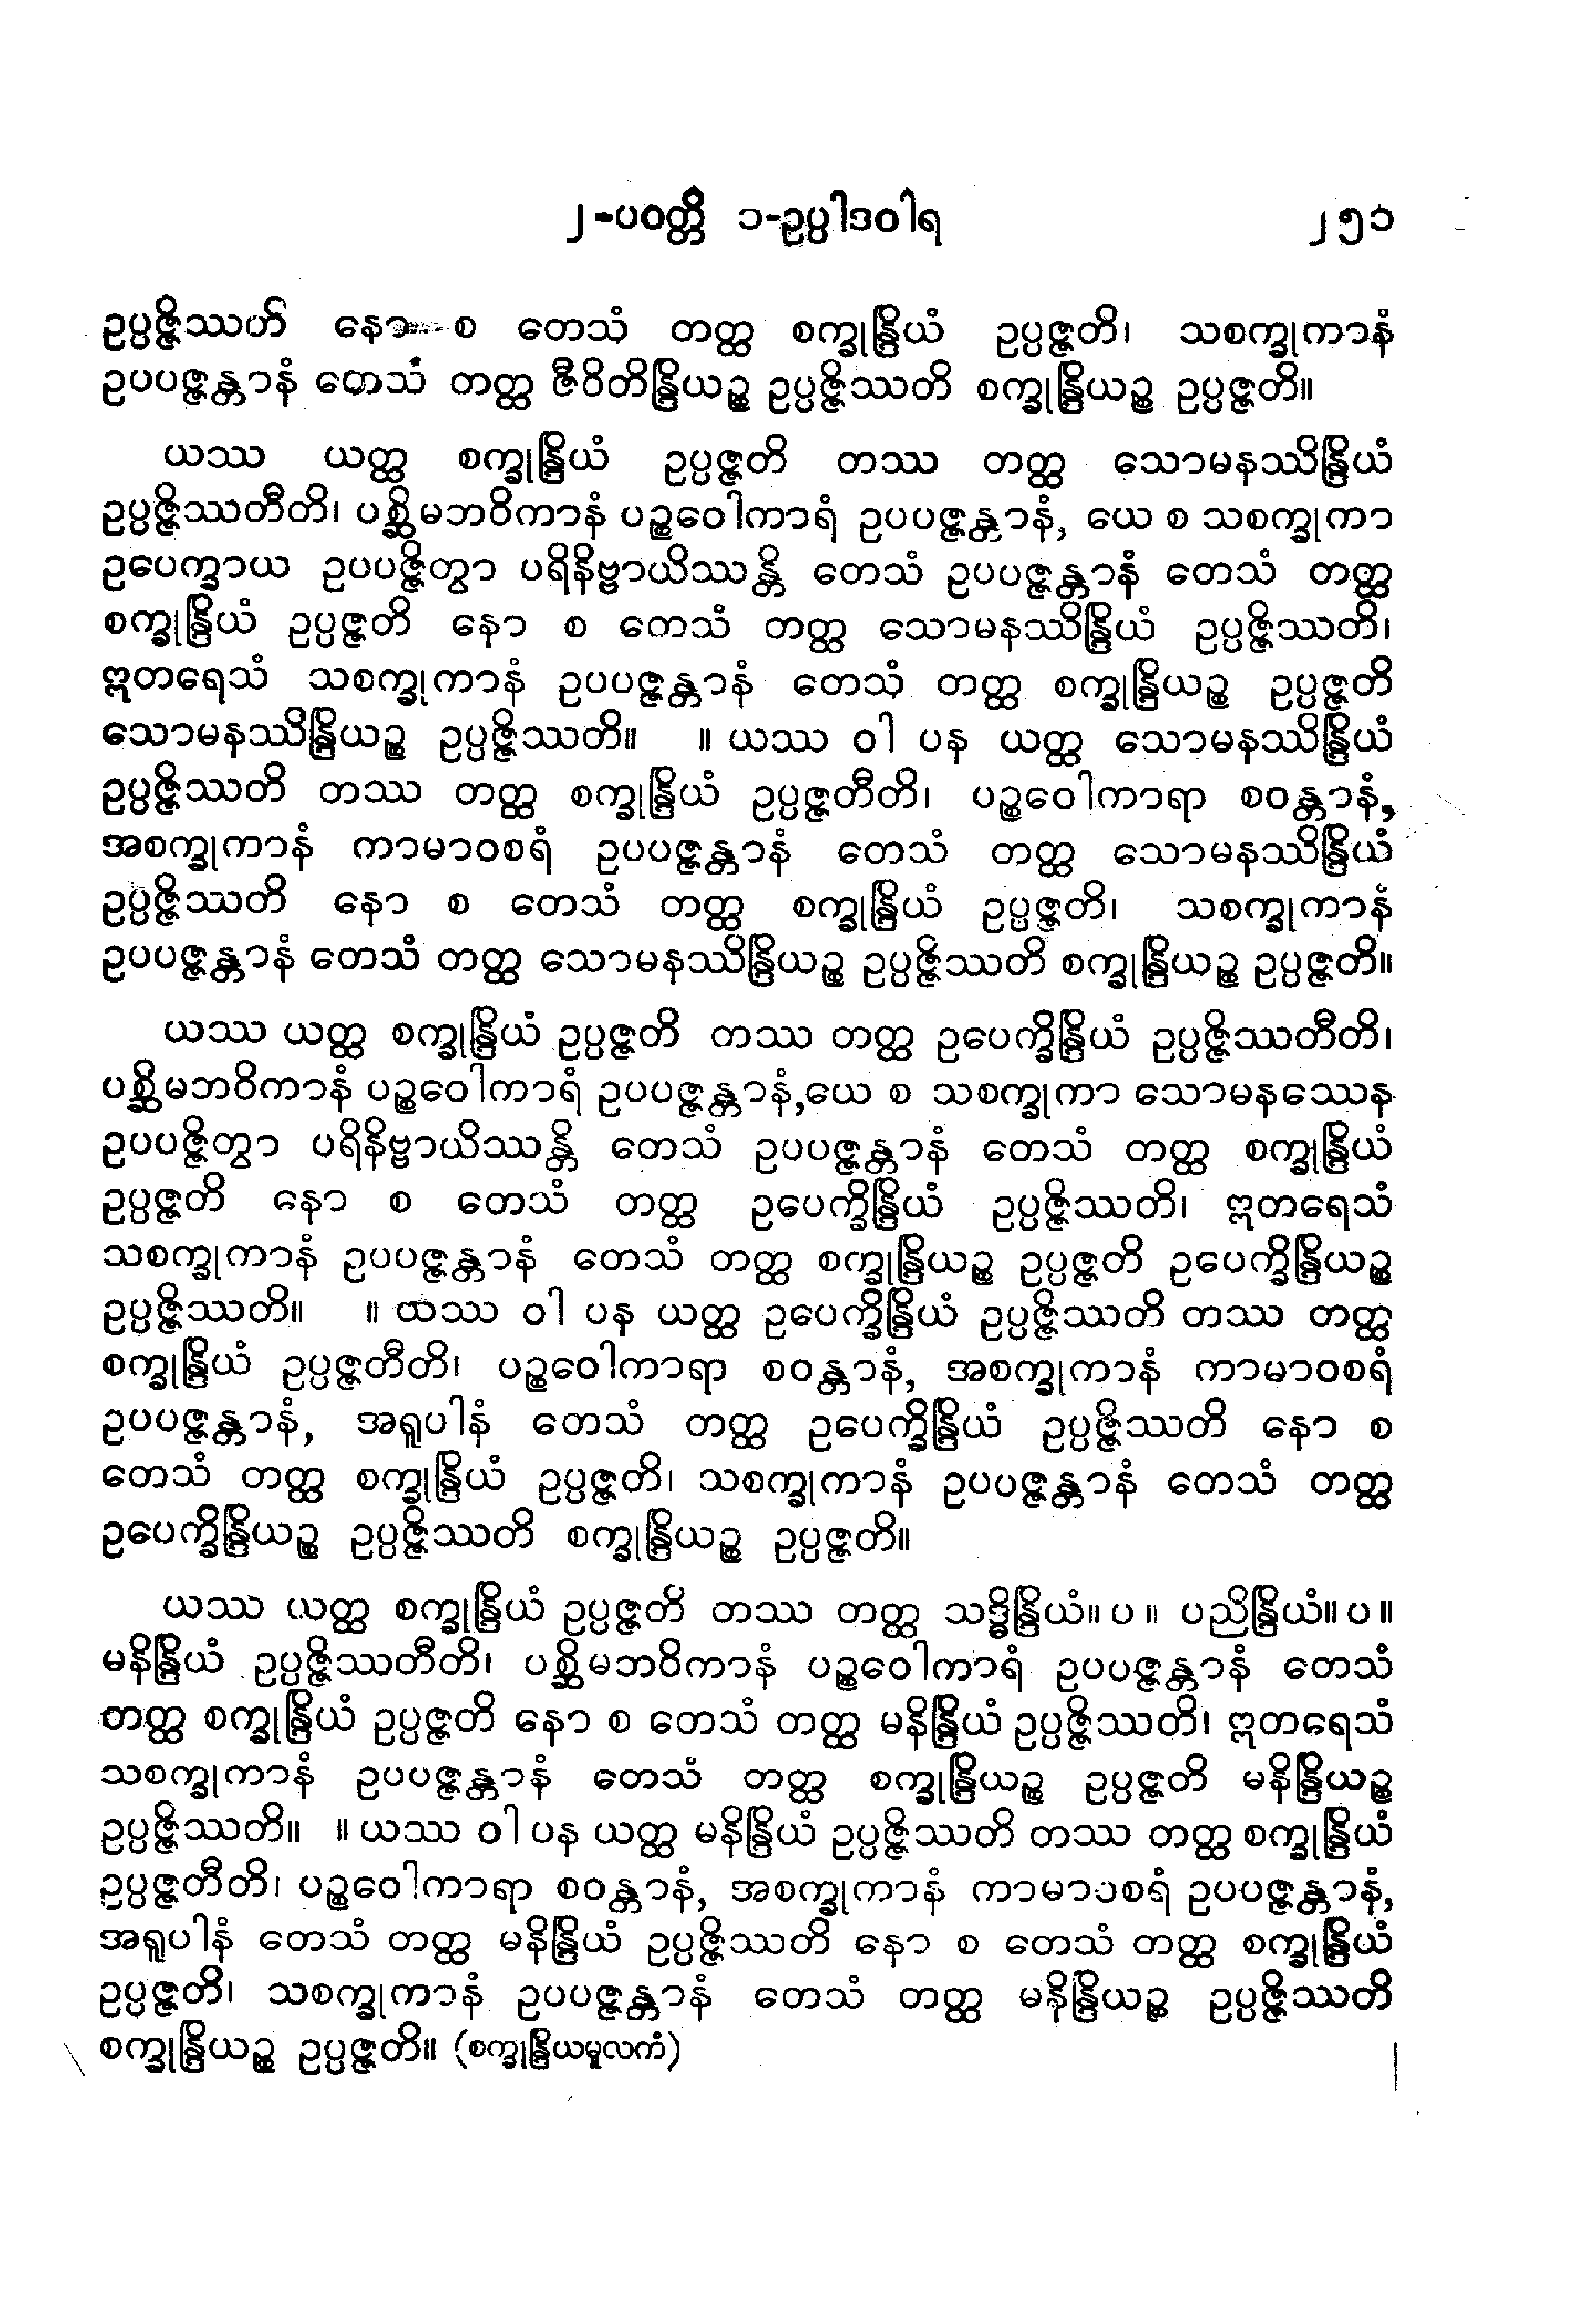 ၂-ပဝတ္တိ ၁-ဥပ္ပါဒဝါရ ၂၅၁
ဥပ္ပဇ္ဇိဿတိ နော စ တေသံ တတ္ထ စက္ခုန္ဒြိယံ ဥပ္ပဇ္ဇတိ၊ သစက္ခုကာနံ
ဥပပဇ္ဇန္တာနံ တေသံ တတ္ထ ဇီဝိတိန္ဒြိယဉ္စ ဥပ္ပဇ္ဇိဿတိ စက္ခုန္ဒြိယဉ္စ ဥပ္ပဇ္ဇတိ။
ယဿ ယတ္ထ စက္ခုန္ဒြိယံ ဥပ္ပဇ္ဇတိ တဿ တတ္ထ သောမနဿိန္ဒြိယံ
ဥပ္ပဇ္ဇိဿတီတိ၊ ပစ္ဆိမဘဝိကာနံ ပဉ္စဝေါကာရံ ဥပပဇ္ဇန္တာနံ, ယေ စ သစက္ခုကာ
ဥပေက္ခာယ ဥပပဇ္ဇိတွာ ပရိနိဗ္ဗာယိဿန္တိ တေသံ ဥပပဇ္ဇန္တာနံ တေသံ တတ္ထ
စက္ခုန္ဒြိယံ ဥပ္ပဇ္ဇတိ နော စ တေသံ တတ္ထ သောမနဿိန္ဒြိယံ ဥပ္ပဇ္ဇိဿတိ၊
ဣတရေသံ သစက္ခုကာနံ ဥပပဇ္ဇန္တာနံ တေသံ တတ္ထ စက္ခုန္ဒြိယဉ္စ ဥပ္ပဇ္ဇတိ
သောမနဿိန္ဒြိယဉ္စ ဥပ္ပဇ္ဇိဿတိ။ ။ ယဿ ဝါ ပန ယတ္ထ သောမနဿိန္ဒြိယံ
ဥပ္ပဇ္ဇိဿတိ တဿ တတ္ထ စက္ခုန္ဒြိယံ ဥပ္ပဇ္ဇတီတိ၊ ပဉ္စဝေါကာရာ စဝန္တာနံ,
အစက္ခုကာနံ ကာမာဝစရံ ဥပပဇ္ဇန္တာနံ တေသံ တတ္ထ သောမနဿိန္ဒြိယံ
ဥပ္ပဇ္ဇိဿတိ နော စ တေသံ တတ္ထ စက္ခုန္ဒြိယံ ဥပ္ပဇ္ဇတိ၊ သစက္ခုကာနံ
ဥပပဇ္ဇန္တာနံ တေသံ တတ္ထ သောမနဿိန္ဒြိယဉ္စ ဥပ္ပဇ္ဇိဿတိ စက္ခုန္ဒြိယဉ္စ ဥပ္ပဇ္ဇတိ။
ယဿ ယတ္ထ စက္ခုန္ဒြိယံ ဥပ္ပဇ္ဇတိ တဿ တတ္ထ ဥပေက္ခိန္ဒြိယံ ဥပ္ပဇ္ဇိဿတီတိ၊
ပစ္ဆိမဘဝိကာနံ ပဉ္စဝေါကာရံ ဥပပဇ္ဇန္တာနံ,ယေ စ သစက္ခုကာ သောမနဿေန
ဥပပဇ္ဇိတွာ ပရိနိဗ္ဗာယိဿန္တိ တေသံ ဥပပဇ္ဇန္တာနံ တေသံ တတ္ထ စက္ခုန္ဒြိယံ
ဥပ္ပဇ္ဇတိ နော စ တေသံ တတ္ထ ဥပေက္ခိန္ဒြိယံ ဥပ္ပဇ္ဇိဿတိ၊ ဣတရေသံ
သစက္ခုကာနံ ဥပပဇ္ဇန္တာနံ တေသံ တတ္ထ စက္ခုန္ဒြိယဉ္စ ဥပ္ပဇ္ဇတိ ဥပေက္ခိန္ဒြိယဉ္စ
ဥပ္ပဇ္ဇိဿတိ။ ။ ယဿ ဝါ ပန ယတ္ထ ဥပေက္ခိန္ဒြိယံ ဥပ္ပဇ္ဇိဿတိ တဿ တတ္ထ
စက္ခုန္ဒြိယံ ဥပ္ပဇ္ဇတီတိ၊ ပဉ္စဝေါကာရာ စဝန္တာနံ, အစက္ခုကာနံ ကာမာဝစရံ
ဥပပဇ္ဇန္တာနံ, အရူပါနံ တေသံ တတ္ထ ဥပေက္ခိန္ဒြိယံ ဥပ္ပဇ္ဇိဿတိ နော စ
တေသံ တတ္ထ စက္ခုန္ဒြိယံ ဥပ္ပဇ္ဇတိ၊ သစက္ခုကာနံ ဥပပဇ္ဇန္တာနံ တေသံ တတ္ထ
ဥပေက္ခိန္ဒြိယဉ္စ ဥပ္ပဇ္ဇိဿတိ စက္ခုန္ဒြိယဉ္စ ဥပ္ပဇ္ဇတိ။
ယဿ ယတ္ထ စက္ခုန္ဒြိယံ ဥပ္ပဇ္ဇတိ တဿ တတ္ထ သဒ္ဓိန္ဒြိယံ။ ပ ။ ပညိန္ဒြိယံ။ ပ ။
မနိန္ဒြိယံ ဥပ္ပဇ္ဇိဿတီတိ၊ ပစ္ဆိမဘဝိကာနံ ပဉ္စဝေါကာရံ ဥပပဇ္ဇန္တာနံ တေသံ
တတ္ထ စက္ခုန္ဒြိယံ ဥပ္ပဇ္ဇတိ နော စ တေသံ တတ္ထ မနိန္ဒြိယံ ဥပ္ပဇ္ဇိဿတိ၊ ဣတရေသံ
သစက္ခုကာနံ ဥပပဇ္ဇန္တာနံ တေသံ တတ္ထ စက္ခုန္ဒြိယဉ္စ ဥပ္ပဇ္ဇတိ မနိန္ဒြိယဉ္စ
ဥပ္ပဇ္ဇိဿတိ။ ။ ယဿ ဝါ ပန ယတ္ထ မနိန္ဒြိယံ ဥပ္ပဇ္ဇိဿတိ တဿ တတ္ထ စက္ခုန္ဒြိယံ
ဥပ္ပဇ္ဇတီတိ၊ ပဉ္စဝေါကာရာ စဝန္တာနံ, အစက္ခုကာနံ ကာမာဝစရံ ဥပပဇ္ဇန္တာနံ,
အရူပါနံ တေသံ တတ္ထ မနိန္ဒြိယံ ဥပ္ပဇ္ဇိဿတိ နော စ တေသံ တတ္ထ စက္ခုန္ဒြိယံ
ဥပ္ပဇ္ဇတိ၊ သစက္ခုကာနံ ဥပပဇ္ဇန္တာနံ တေသံ တတ္ထ မနိန္ဒြိယဉ္စ ဥပ္ပဇ္ဇိဿတိ
စက္ခုန္ဒြိယဉ္စ ဥပ္ပဇ္ဇတိ။ (စက္ခုန္ဒြိယမူလကံ)